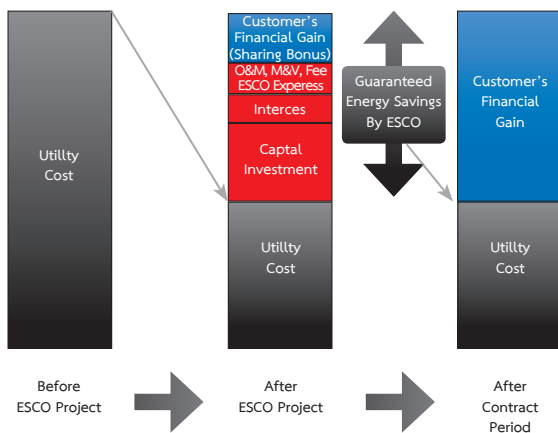 Utillty
Cost
Customer's
Financial Gain
(Sharing Bonus)
O&M, M&V, Fee
ESCO Experess
Interces
Captal
Investment
Utillty
Cost
Guaranteed
Energy Savings
By ESCO
Customer's
Financial
Gain
Utillty
Cost
Before
ESCO Project
After
ESCO Project
After
Contract
Period